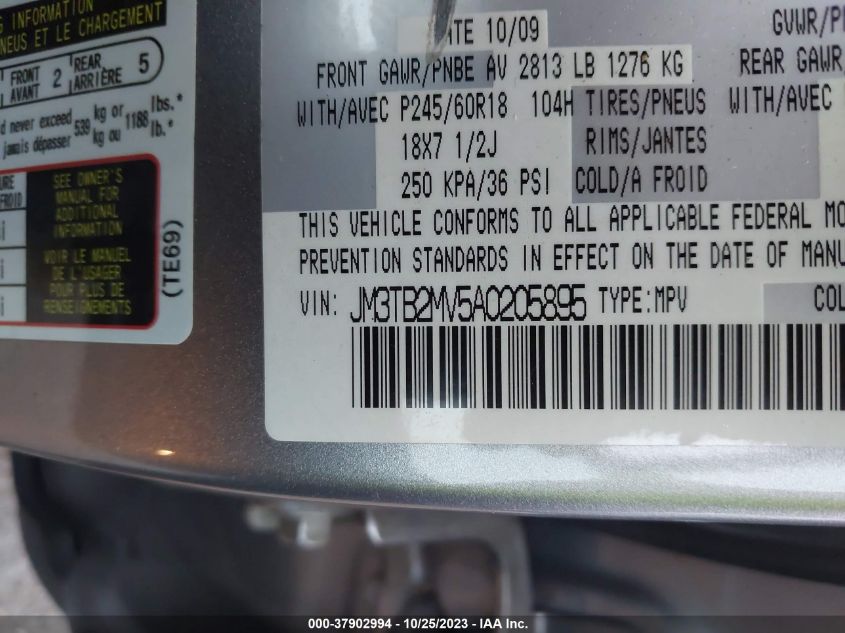 G INFORMATION
NEUS ET LE CHARGEMENT
FRONT AVANT 2 REAR ARRIÈRE 5
d never exceed 539 kg or 1188 lbs.*
jamais dépasser kg ou lb.*
URE
FROID
SEE OWNER'S
MANUAL FOR
ADDITIONAL
INFORMATION
VOIR LE MANUEL
DE L'USAGER
POUR PLUS DE
RENSEIGNEMENTS
(TE69)
ATE 10/09 GVWR/PN
FRONT GAWR/PNBE AV 2813 LB 1276 KG REAR GAWR
WITH/AVEC P245/60R18 104H TIRES/PNEUS WITH/AVEC
18X7 1/2J RIMS/JANTES
250 KPA/36 PSI COLD/A FROID
THIS VEHICLE CONFORMS TO ALL APPLICABLE FEDERAL MO
PREVENTION STANDARDS IN EFFECT ON THE DATE OF MANU
VIN: JM3TB2MV5A0205895 TYPE:MPV COL
000-37902994 - 10/25/2023 - IAA Inc.